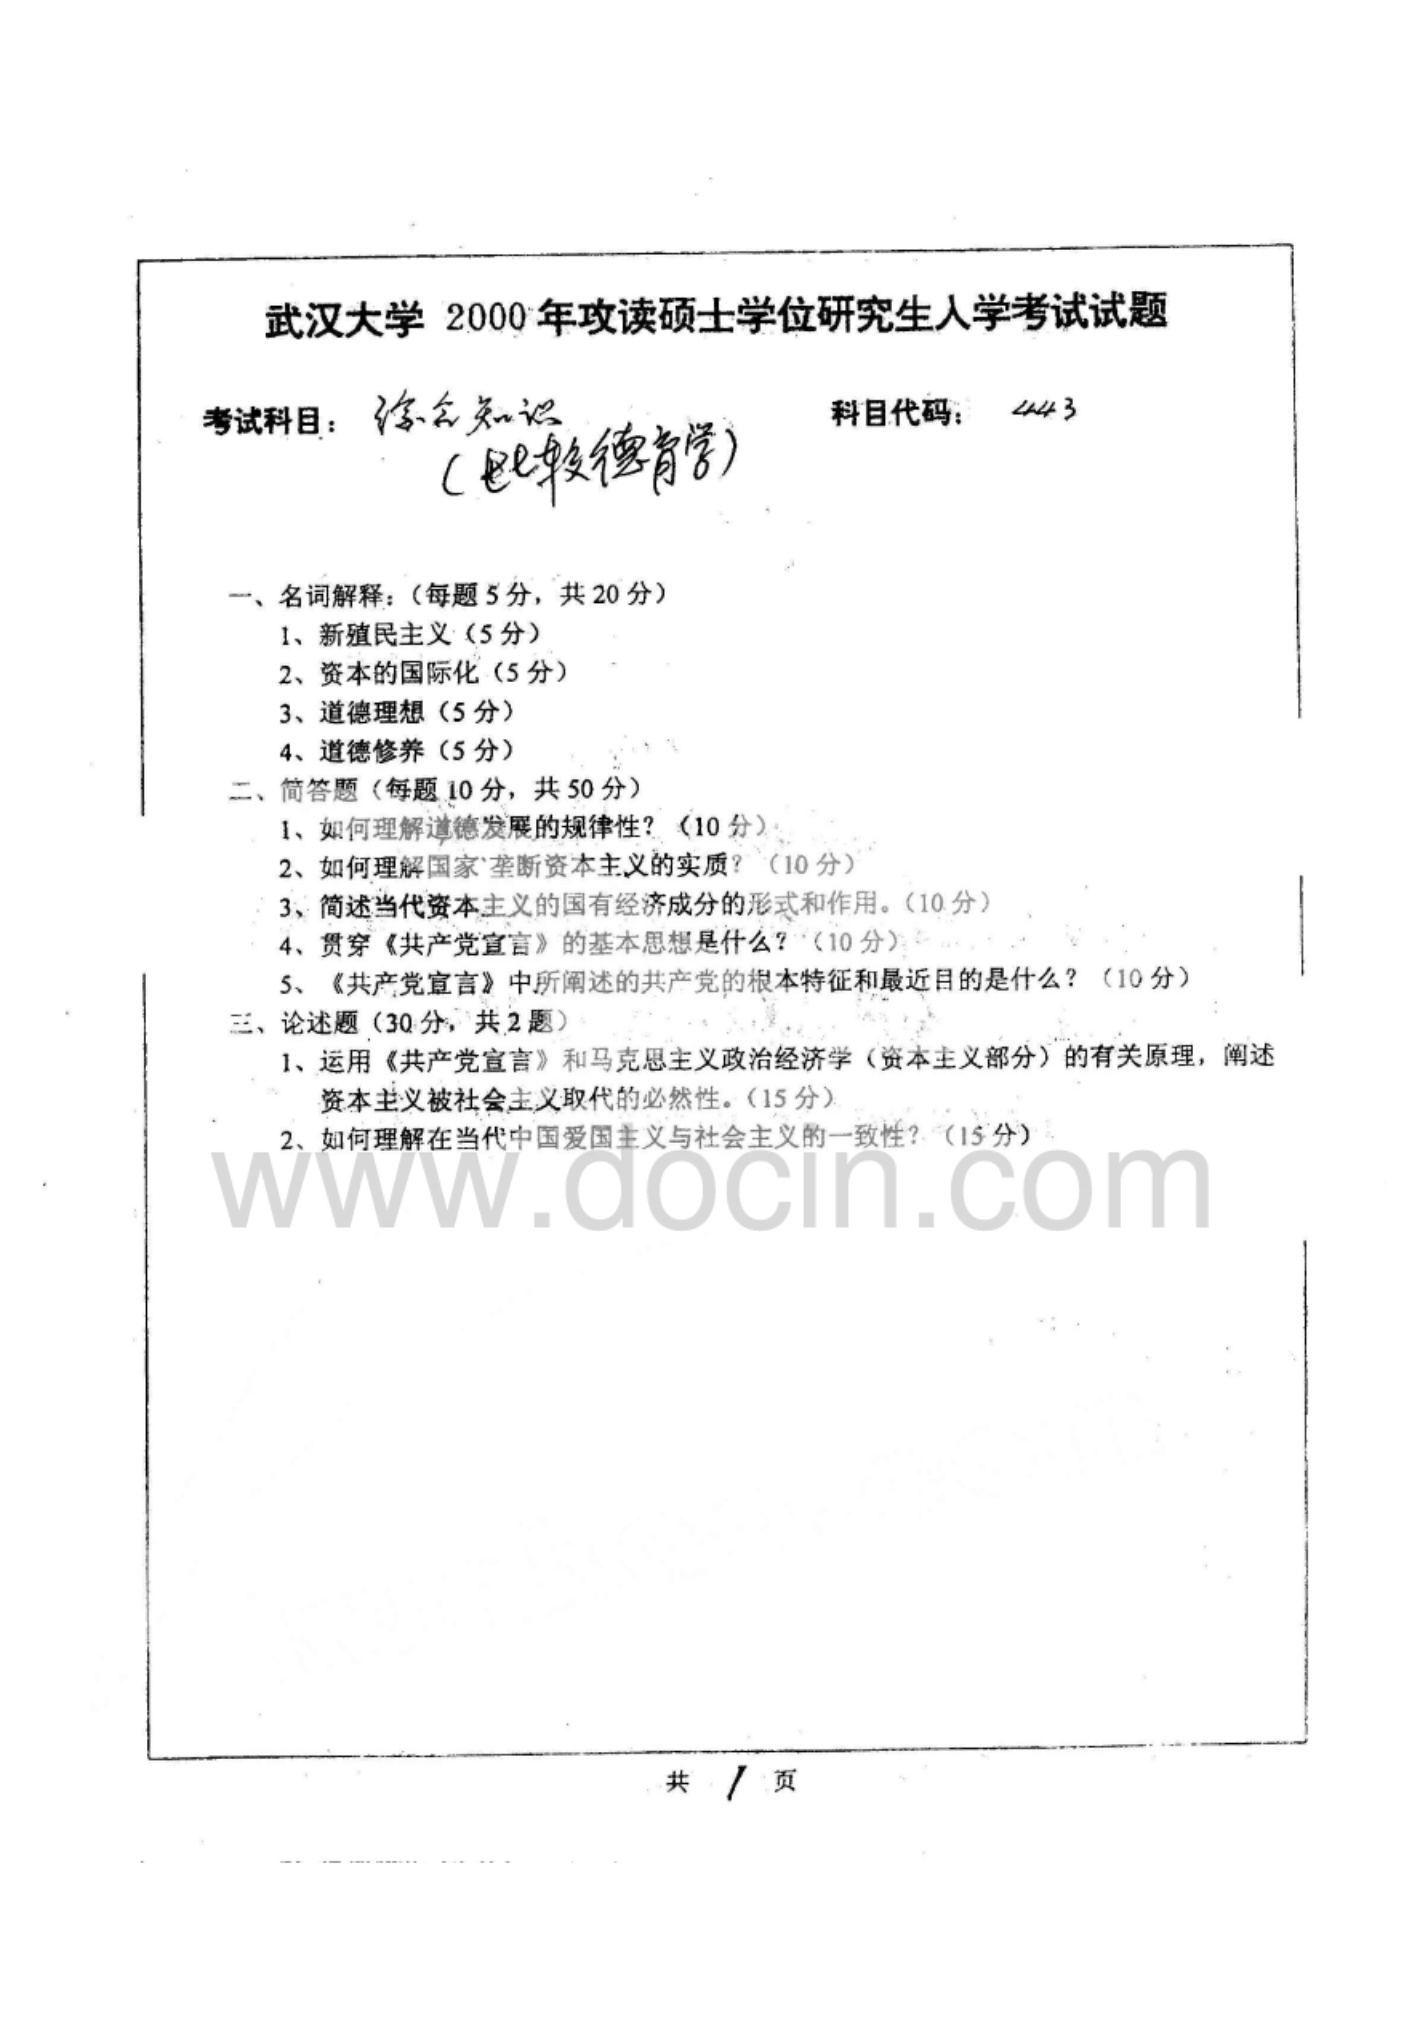 武汉大学 2000 年攻读硕士学位研究生入学考试试题
考试科目： 综合知识 科目代码： 443
（比较德育学）
一、名词解释：（每题 5 分，共 20 分）
1、新殖民主义（5 分）
2、资本的国际化（5 分）
3、道德理想（5 分）
4、道德修养（5 分）
二、简答题（每题 10 分，共 50 分）
1、如何理解道德发展的规律性？（10 分）
2、如何理解国家垄断资本主义的实质？（10 分）
3、简述当代资本主义的国有经济成分的形式和作用。（10 分）
4、贯穿《共产党宣言》的基本思想是什么？（10 分）
5、《共产党宣言》中所阐述的共产党的根本特征和最近目的是什么？（10 分）
三、论述题（30 分，共 2 题）
1、运用《共产党宣言》和马克思主义政治经济学（资本主义部分）的有关原理，阐述
资本主义被社会主义取代的必然性。（15 分）
2、如何理解在当代中国爱国主义与社会主义的一致性？（15 分）
www.docin.com
共 1 页